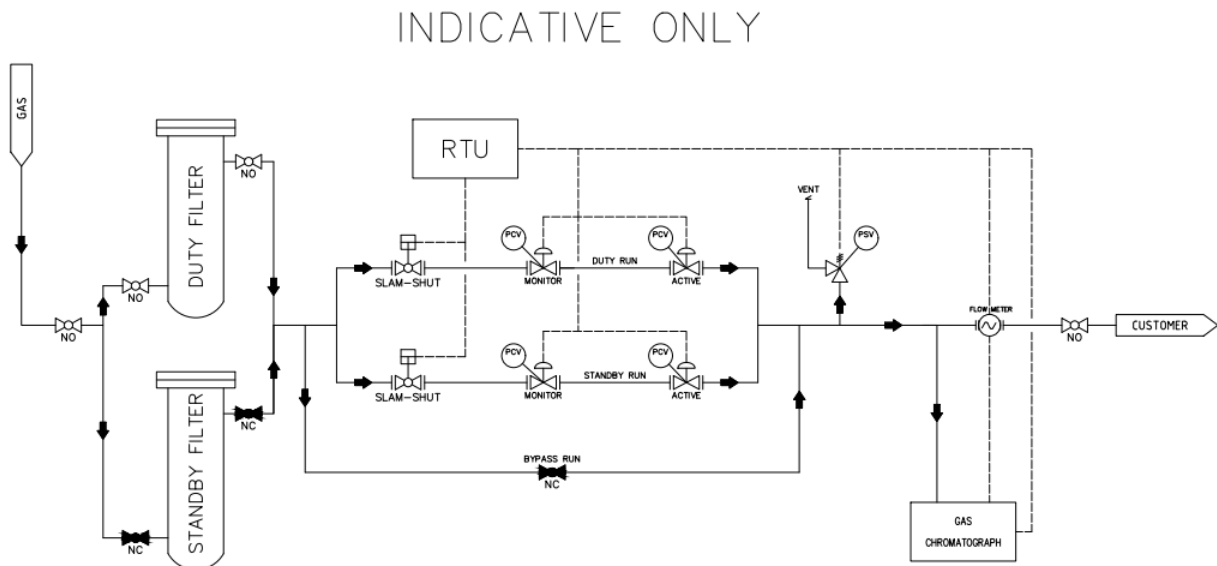 INDICATIVE ONLY
GAS
DUTY FILTER
NO
NO
NO
STANDBY FILTER
NC
NC
RTU
SLAM-SHUT
PCV
MONITOR
DUTY RUN
PCV
ACTIVE
SLAM-SHUT
PCV
MONITOR
STANDBY RUN
PCV
ACTIVE
BYPASS RUN
NC
VENT
PSV
FLOW METER
NO
CUSTOMER
GAS
CHROMATOGRAPH